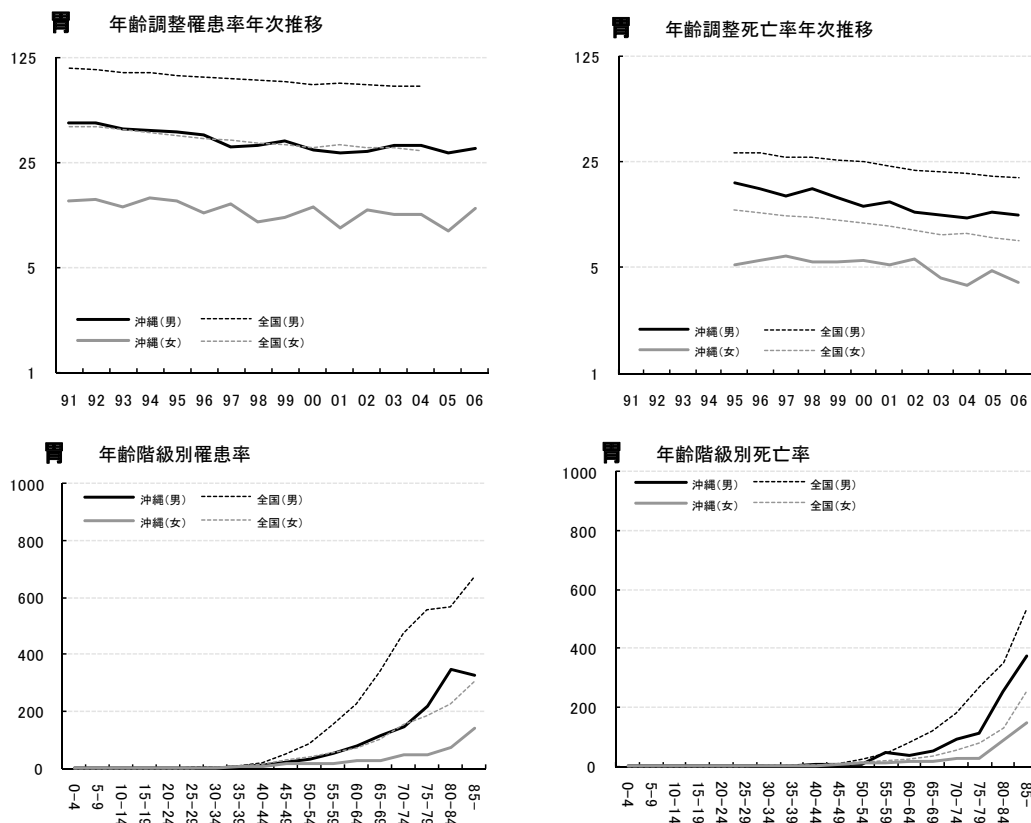 胃 年齢調整罹患率年次推移
125
25
5
1
沖縄(男) 全国(男)
沖縄(女) 全国(女)
91 92 93 94 95 96 97 98 99 00 01 02 03 04 05 06
胃 年齢調整死亡率年次推移
125
25
5
1
沖縄(男) 全国(男)
沖縄(女) 全国(女)
91 92 93 94 95 96 97 98 99 00 01 02 03 04 05 06
胃 年齢階級別罹患率
1000
800
600
400
200
0
沖縄(男) 全国(男)
沖縄(女) 全国(女)
0-4 5-9 10-14 15-19 20-24 25-29 30-34 35-39 40-44 45-49 50-54 55-59 60-64 65-69 70-74 75-79 80-84 85-
胃 年齢階級別死亡率
1000
800
600
400
200
0
沖縄(男) 全国(男)
沖縄(女) 全国(女)
0-4 5-9 10-14 15-19 20-24 25-29 30-34 35-39 40-44 45-49 50-54 55-59 60-64 65-69 70-74 75-79 80-84 85-